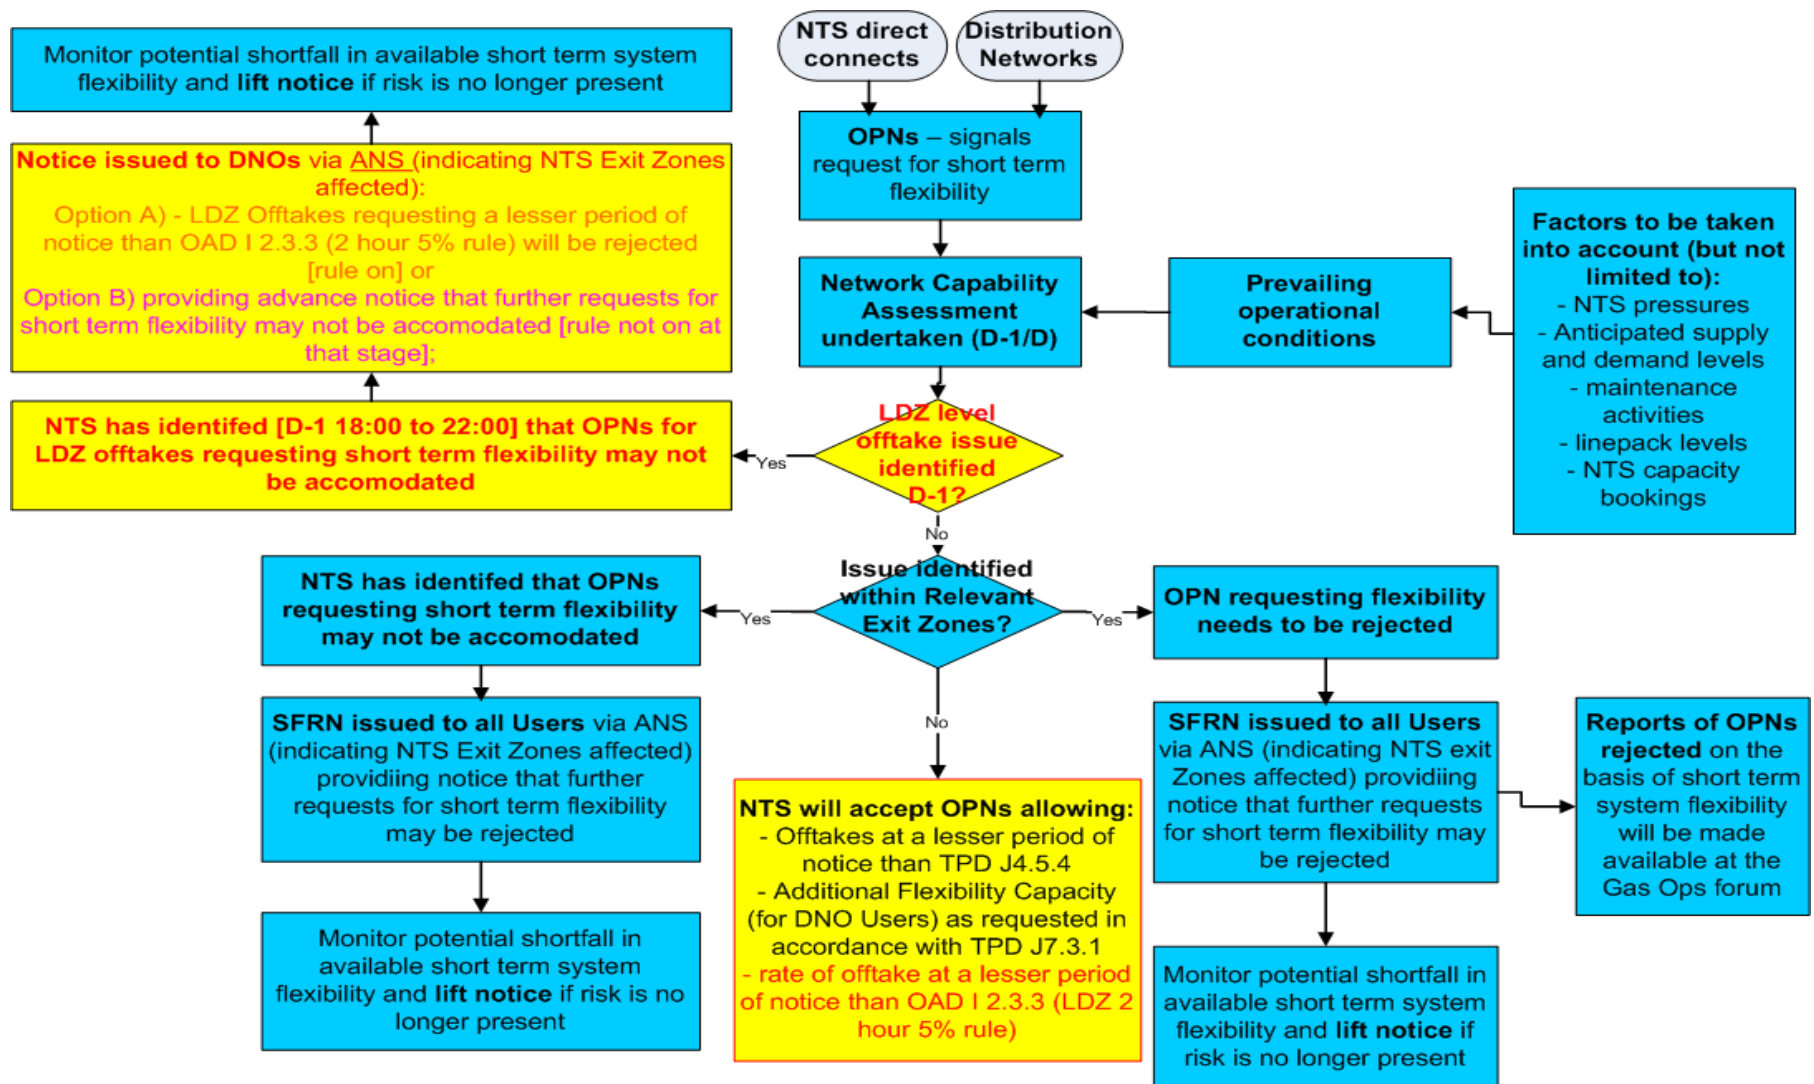 NTS direct
connects
Distribution
Networks
Monitor potential shortfall in available short term system
flexibility and lift notice if risk is no longer present
OPNs – signals
request for short term
flexibility
Notice issued to DNOs via ANS (indicating NTS Exit Zones
affected):
Option A) - LDZ Offtakes requesting a lesser period of
notice than OAD I 2.3.3 (2 hour 5% rule) will be rejected
[rule on] or
Option B) providing advance notice that further requests for
short term flexibility may not be accomodated [rule not on at
that stage];
Factors to be taken
into account (but not
limited to):
- NTS pressures
- Anticipated supply
and demand levels
- maintenance
activities
- linepack levels
- NTS capacity
bookings
Network Capability
Assessment
undertaken (D-1/D)
Prevailing
operational
conditions
NTS has identifed [D-1 18:00 to 22:00] that OPNs for
LDZ offtakes requesting short term flexibility may not
be accomodated
Yes
LDZ level
offtake issue
identified
D-1?
No
NTS has identifed that OPNs
requesting short term flexibility
may not be accomodated
Yes
Issue identified
within Relevant
Exit Zones?
Yes
OPN requesting flexibility
needs to be rejected
No
SFRN issued to all Users via ANS
(indicating NTS Exit Zones affected)
providiing notice that further
requests for short term flexibility
may be rejected
SFRN issued to all Users
via ANS (indicating NTS exit
Zones affected) providiing
notice that further requests
for short term flexibility may
be rejected
Reports of OPNs
rejected on the
basis of short term
system flexibility
will be made
available at the
Gas Ops forum
NTS will accept OPNs allowing:
- Offtakes at a lesser period of
notice than TPD J4.5.4
- Additional Flexibility Capacity
(for DNO Users) as requested in
accordance with TPD J7.3.1
- rate of offtake at a lesser period
of notice than OAD I 2.3.3 (LDZ 2
hour 5% rule)
Monitor potential shortfall in
available short term system
flexibility and lift notice if risk is no
longer present
Monitor potential shortfall in
available short term system
flexibility and lift notice if
risk is no longer present